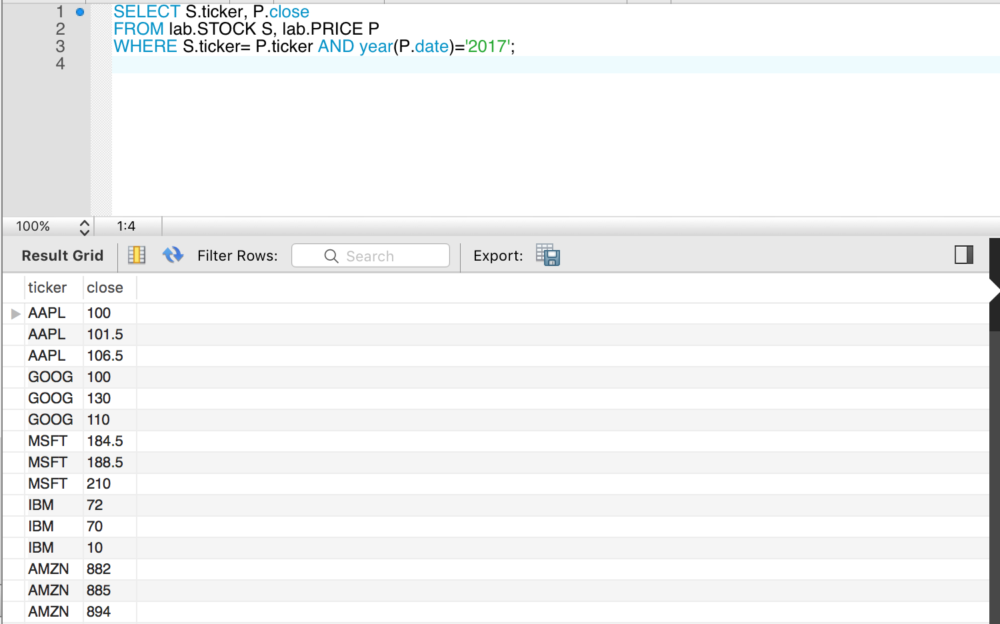 1 SELECT S.ticker, P.close
2 FROM lab.STOCK S, lab.PRICE P
3 WHERE S.ticker= P.ticker AND year(P.date)='2017';
4
100% 1:4
Result Grid Filter Rows: Search Export:
ticker close
AAPL 100
AAPL 101.5
AAPL 106.5
GOOG 100
GOOG 130
GOOG 110
MSFT 184.5
MSFT 188.5
MSFT 210
IBM 72
IBM 70
IBM 10
AMZN 882
AMZN 885
AMZN 894